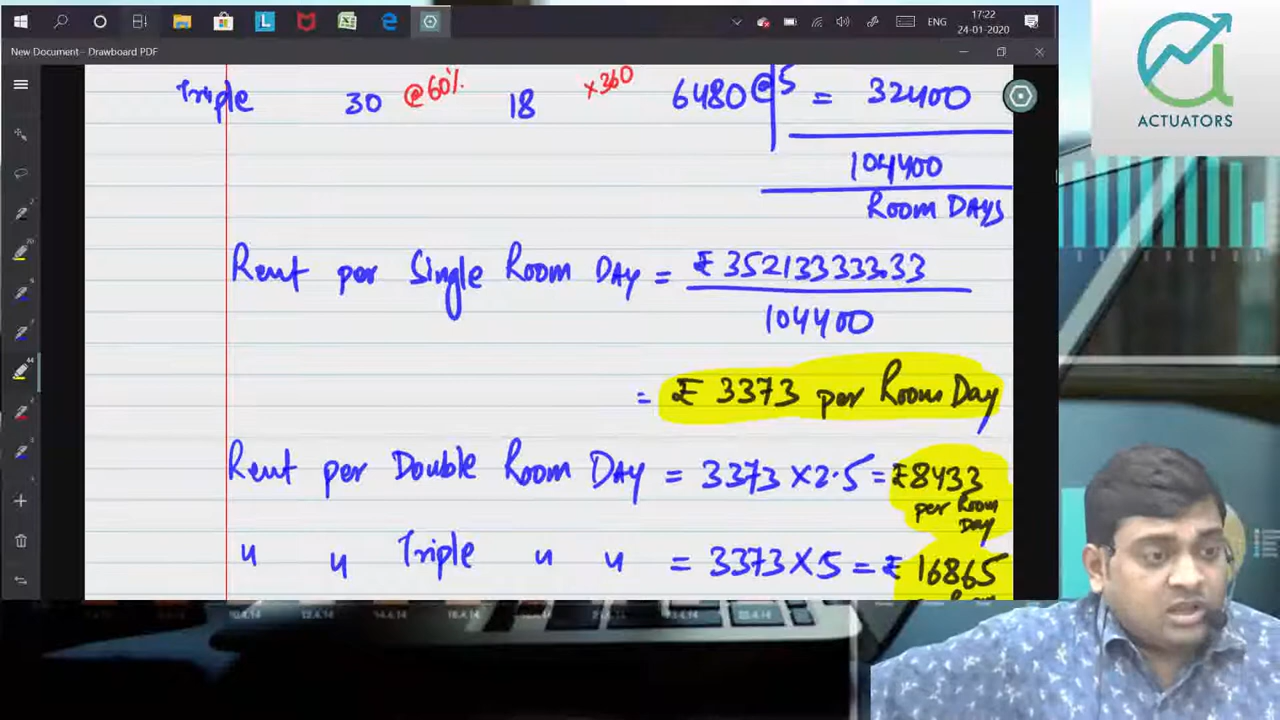 ENG
17:22
24-01-2020
New Document - Drawboard PDF
ACTUATORS
Triple 30 @60% 18 ×360 6480 @5 = 32400
104400
Room DAYS
Rent per Single Room DAY = ₹352133333.33
104400
= ₹ 3373 per Room Day
Rent per Double Room DAY = 3373 × 2.5 = ₹8433
per Room
Day
〃 〃 Triple 〃 〃 = 3373 × 5 = ₹ 16865